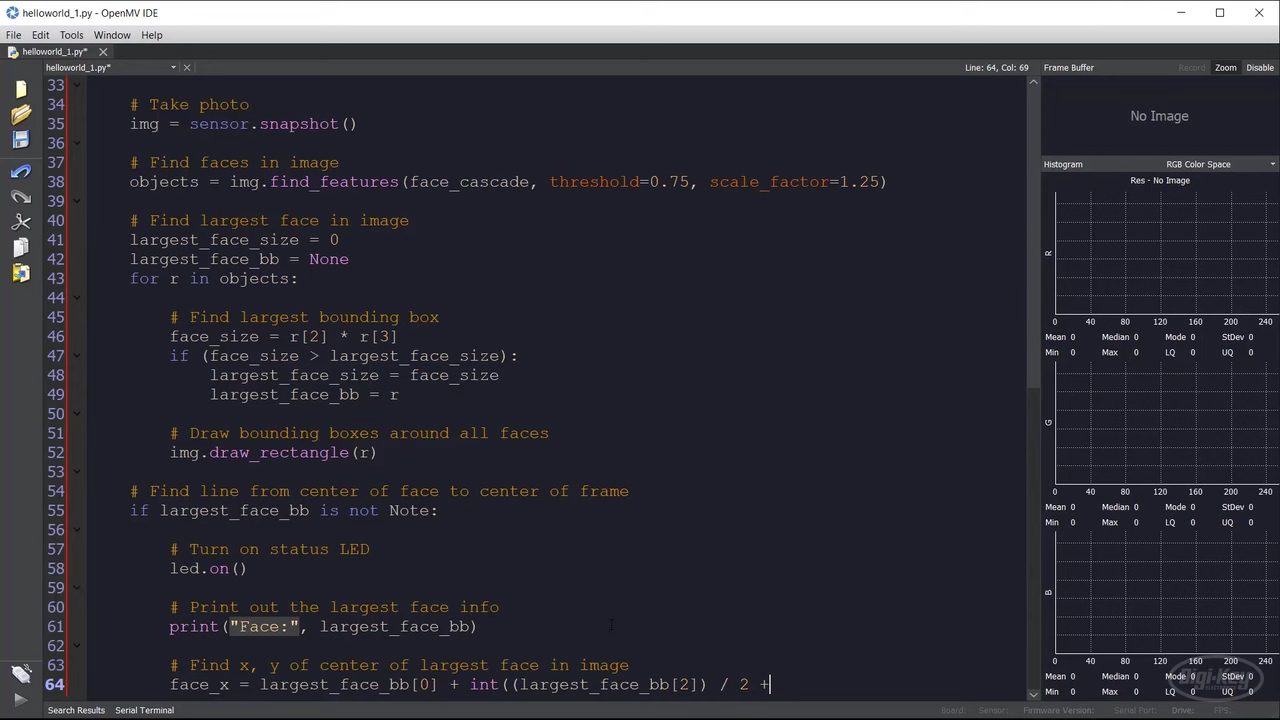 helloworld_1.py* - OpenMV IDE
File Edit Tools Window Help
helloworld_1.py*
helloworld_1.py* Line: 64, Col: 69 Frame Buffer Record Zoom Disable
33
34 # Take photo
35 img = sensor.snapshot()
36
37 # Find faces in image
38 objects = img.find_features(face_cascade, threshold=0.75, scale_factor=1.25)
39
40 # Find largest face in image
41 largest_face_size = 0
42 largest_face_bb = None
43 for r in objects:
44
45 # Find largest bounding box
46 face_size = r[2] * r[3]
47 if (face_size > largest_face_size):
48 largest_face_size = face_size
49 largest_face_bb = r
50
51 # Draw bounding boxes around all faces
52 img.draw_rectangle(r)
53
54 # Find line from center of face to center of frame
55 if largest_face_bb is not Note:
56
57 # Turn on status LED
58 led.on()
59
60 # Print out the largest face info
61 print("Face:", largest_face_bb)
62
63 # Find x, y of center of largest face in image
64 face_x = largest_face_bb[0] + int((largest_face_bb[2]) / 2 +
No Image
Histogram RGB Color Space
Res - No Image
R
0 40 80 120 160 200 240
Mean 0 Median 0 Mode 0 StDev 0
Min 0 Max 0 LQ 0 UQ 0
G
0 40 80 120 160 200 240
Mean 0 Median 0 Mode 0 StDev 0
Min 0 Max 0 LQ 0 UQ 0
B
0 40 80 120 160 200 240
Mean 0 Median 0 Mode 0 StDev 0
Min 0 Max 0 LQ 0 UQ 0
Digi-Key
Search Results Serial Terminal Board: Sensor: Firmware Version: Serial Port: Drive: FPS: